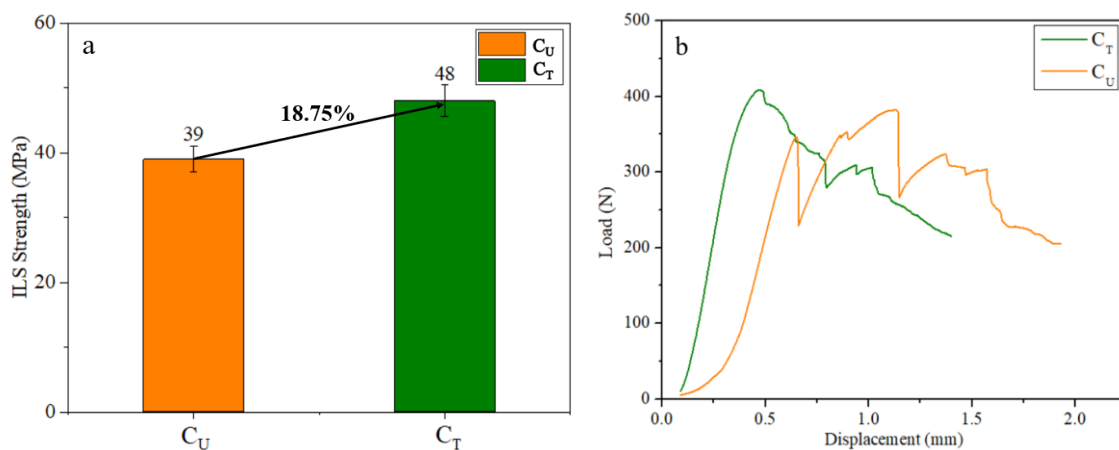 a
C_U
C_T
60
40
20
0
ILS Strength (MPa)
39
18.75%
48
C_U
C_T
b
C_T
C_U
500
400
300
200
100
0
Load (N)
0.0 0.5 1.0 1.5 2.0
Displacement (mm)